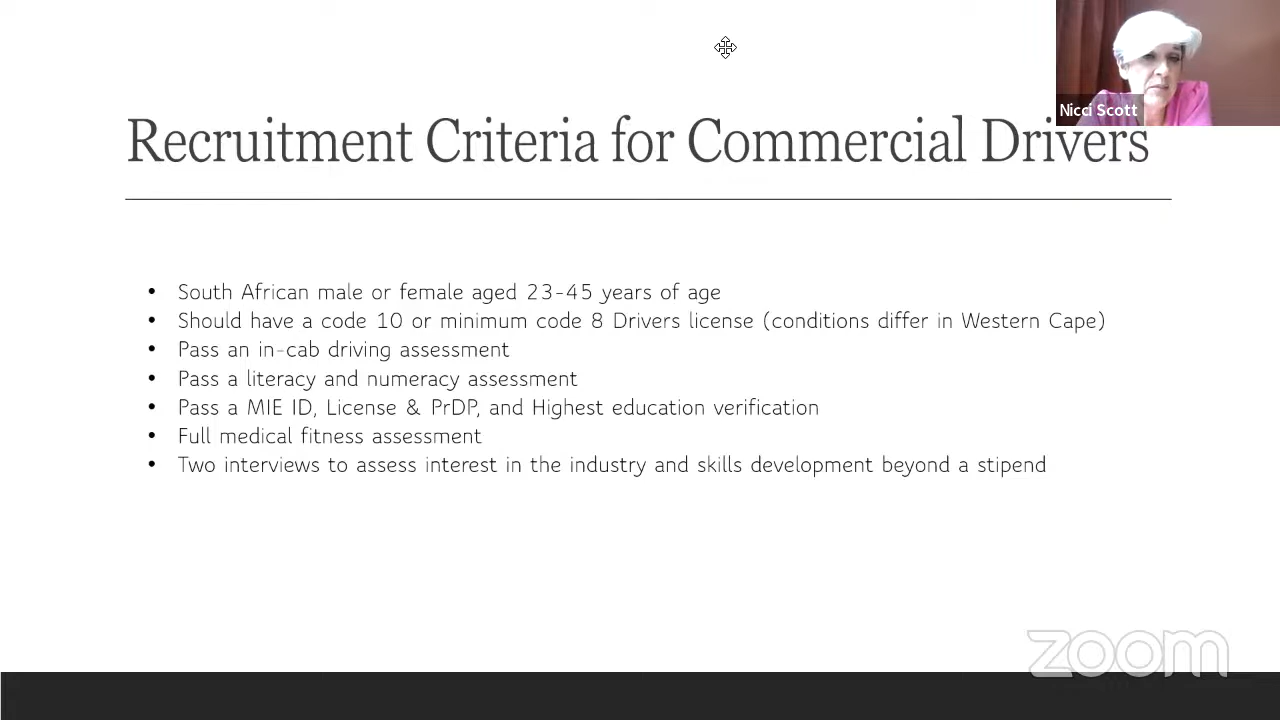 Nicci Scott
Recruitment Criteria for Commercial Drivers
• South African male or female aged 23-45 years of age
• Should have a code 10 or minimum code 8 Drivers license (conditions differ in Western Cape)
• Pass an in-cab driving assessment
• Pass a literacy and numeracy assessment
• Pass a MIE ID, License & PrDP, and Highest education verification
• Full medical fitness assessment
• Two interviews to assess interest in the industry and skills development beyond a stipend
zoom